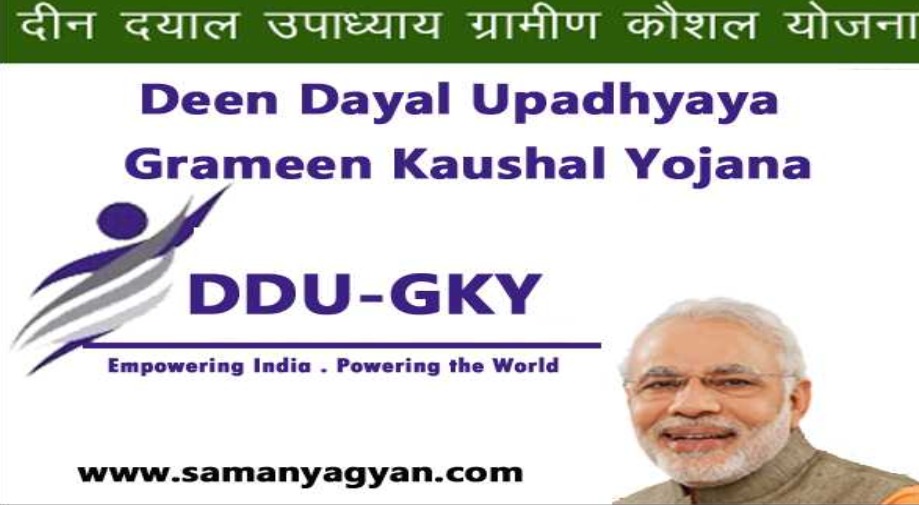 दीन दयाल उपाध्याय ग्रामीण कौशल योजना
Deen Dayal Upadhyaya
Grameen Kaushal Yojana
DDU-GKY
Empowering India . Powering the World
www.samanyagyan.com